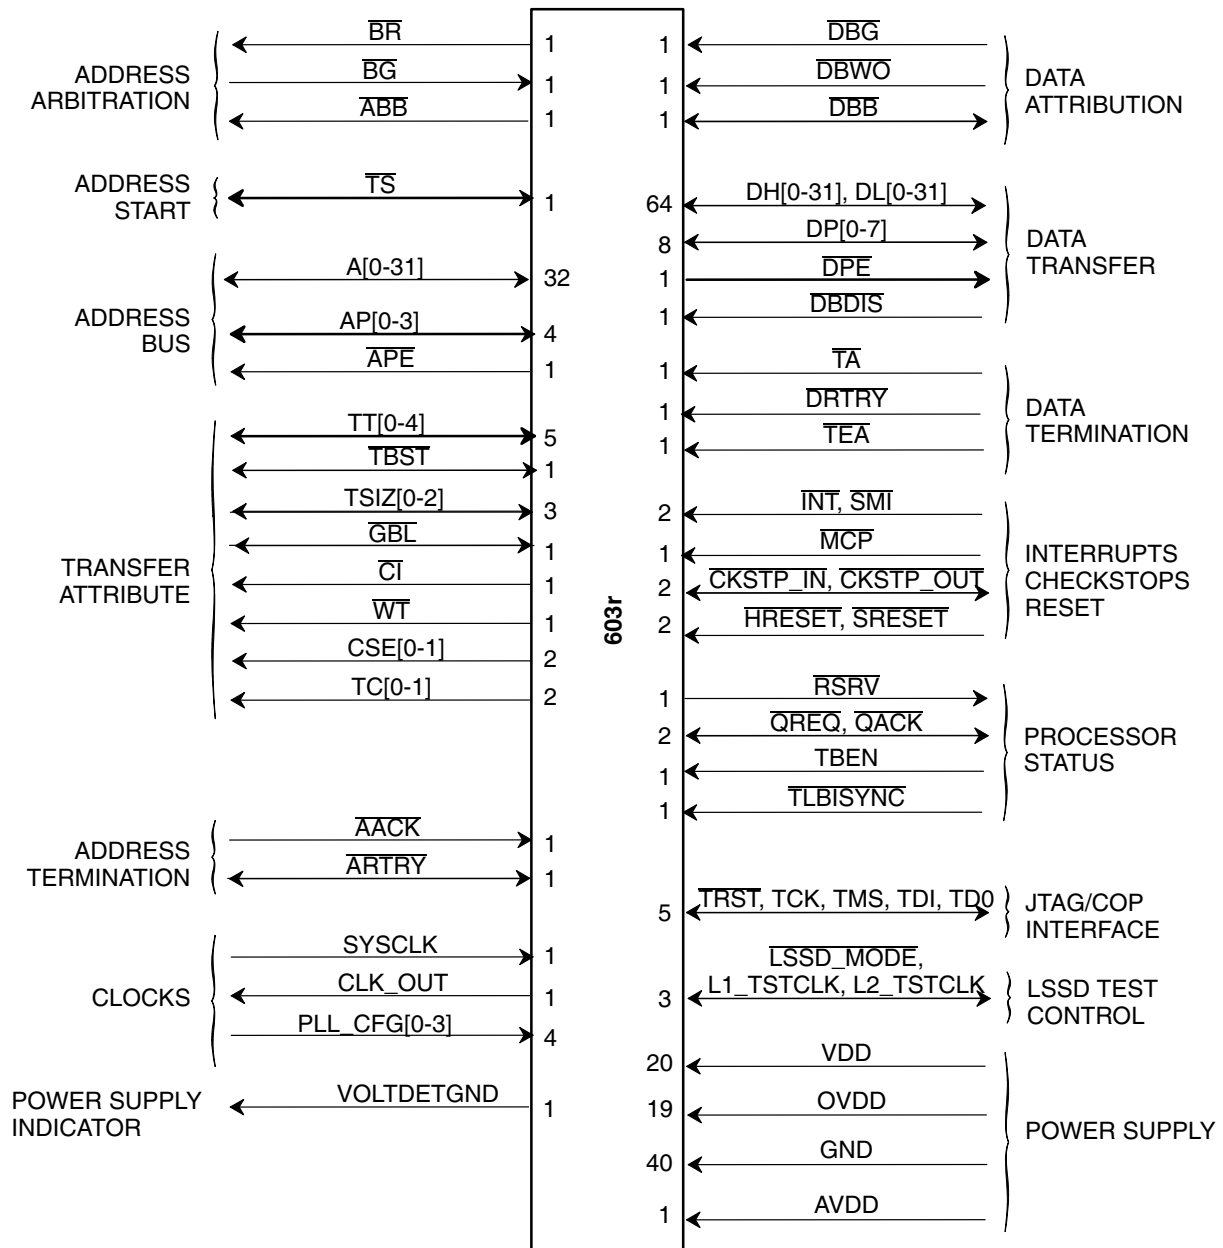 ADDRESS
ARBITRATION
BR
1
BG
1
ABB
1
ADDRESS
START
TS
1
ADDRESS
BUS
A[0-31]
32
AP[0-3]
4
APE
1
TRANSFER
ATTRIBUTE
TT[0-4]
5
TBST
1
TSIZ[0-2]
3
GBL
1
CI
1
WT
1
CSE[0-1]
2
TC[0-1]
2
ADDRESS
TERMINATION
AACK
1
ARTRY
1
CLOCKS
SYSCLK
1
CLK_OUT
1
PLL_CFG[0-3]
4
POWER SUPPLY
INDICATOR
VOLTDETGND
1
603r
1
DBG
1
DBWO
1
DBB
DATA
ATTRIBUTION
64
DH[0-31], DL[0-31]
8
DP[0-7]
1
DPE
1
DBDIS
DATA
TRANSFER
1
TA
1
DRTRY
1
TEA
DATA
TERMINATION
2
INT, SMI
1
MCP
2
CKSTP_IN, CKSTP_OUT
2
HRESET, SRESET
INTERRUPTS
CHECKSTOPS
RESET
1
RSRV
2
QREQ, QACK
1
TBEN
1
TLBISYNC
PROCESSOR
STATUS
5
TRST, TCK, TMS, TDI, TD0
JTAG/COP
INTERFACE
LSSD_MODE,
3
L1_TSTCLK, L2_TSTCLK
LSSD TEST
CONTROL
20
VDD
19
OVDD
40
GND
1
AVDD
POWER SUPPLY